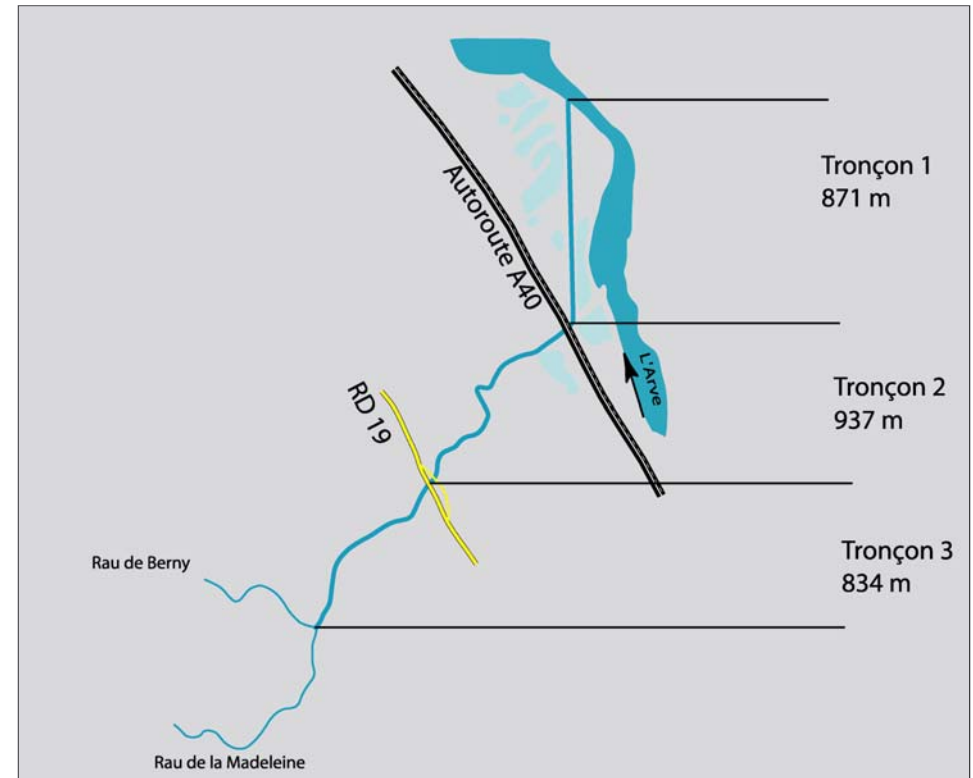 Tronçon 1
871 m
Autoroute A40
L'Arve
Tronçon 2
937 m
RD 19
Tronçon 3
834 m
Rau de Berny
Rau de la Madeleine